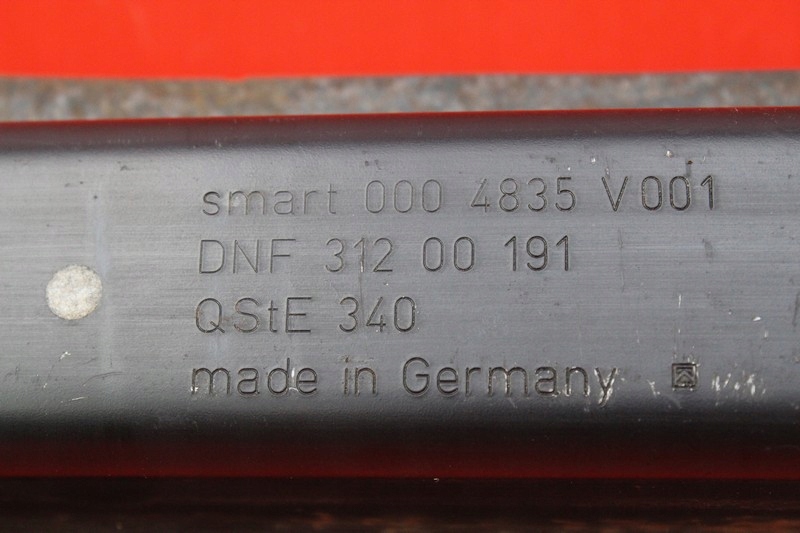 smart 000 4835 V001
DNF 312 00 191
QStE 340
made in Germany